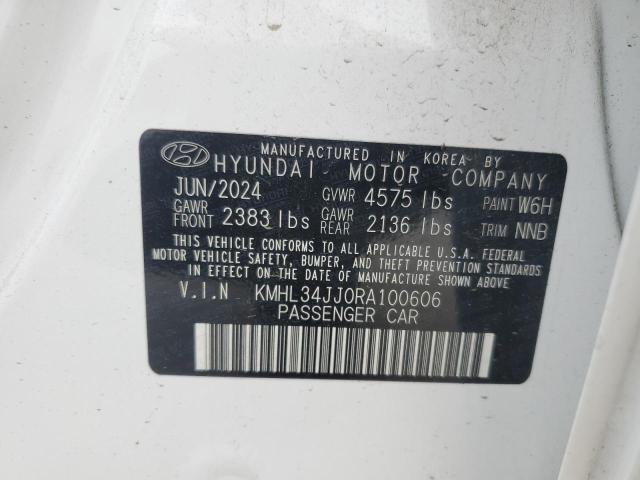 MANUFACTURED IN KOREA BY
HYUNDAI MOTOR COMPANY
JUN/2024 GVWR 4575 lbs PAINT W6H
GAWR FRONT 2383 lbs GAWR REAR 2136 lbs TRIM NNB
THIS VEHICLE CONFORMS TO ALL APPLICABLE U.S.A. FEDERAL
MOTOR VEHICLE SAFETY, BUMPER, AND THEFT PREVENTION STANDARDS
IN EFFECT ON THE DATE OF MANUFACTURE SHOWN ABOVE
V.I.N KMHL34JJ0RA100606
PASSENGER CAR